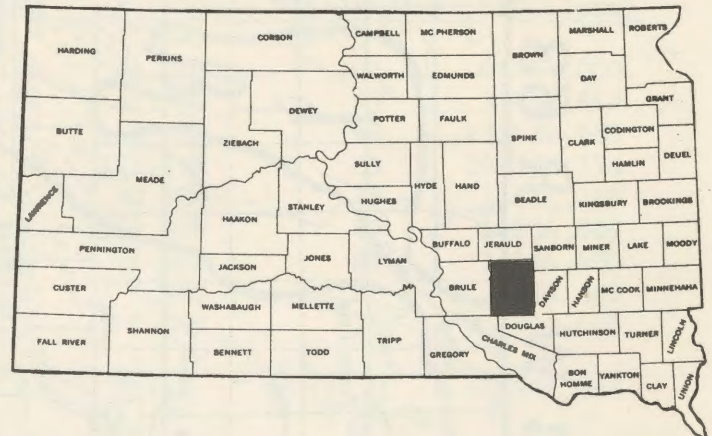 HARDING
PERKINS
CORSON
CAMPBELL
MC PHERSON
BROWN
MARSHALL
ROBERTS
WALWORTH
EDMUNDS
DAY
GRANT
BUTTE
MEADE
ZIEBACH
DEWEY
POTTER
FAULK
SPINK
CLARK
CODINGTON
HAMLIN
DEUEL
LAWRENCE
SULLY
HYDE
HAND
BEADLE
KINGSBURY
BROOKINGS
HAAKON
STANLEY
HUGHES
PENNINGTON
JACKSON
JONES
LYMAN
BUFFALO
JERAULD
SANBORN
MINER
LAKE
MOODY
CUSTER
WASHABAUGH
MELLETTE
BRULE
DAVISON
HANSON
MC COOK
MINNEHAHA
FALL RIVER
SHANNON
BENNETT
TODD
TRIPP
GREGORY
CHARLES MIX
DOUGLAS
HUTCHINSON
TURNER
LINCOLN
BON
HOMME
YANKTON
CLAY
UNION